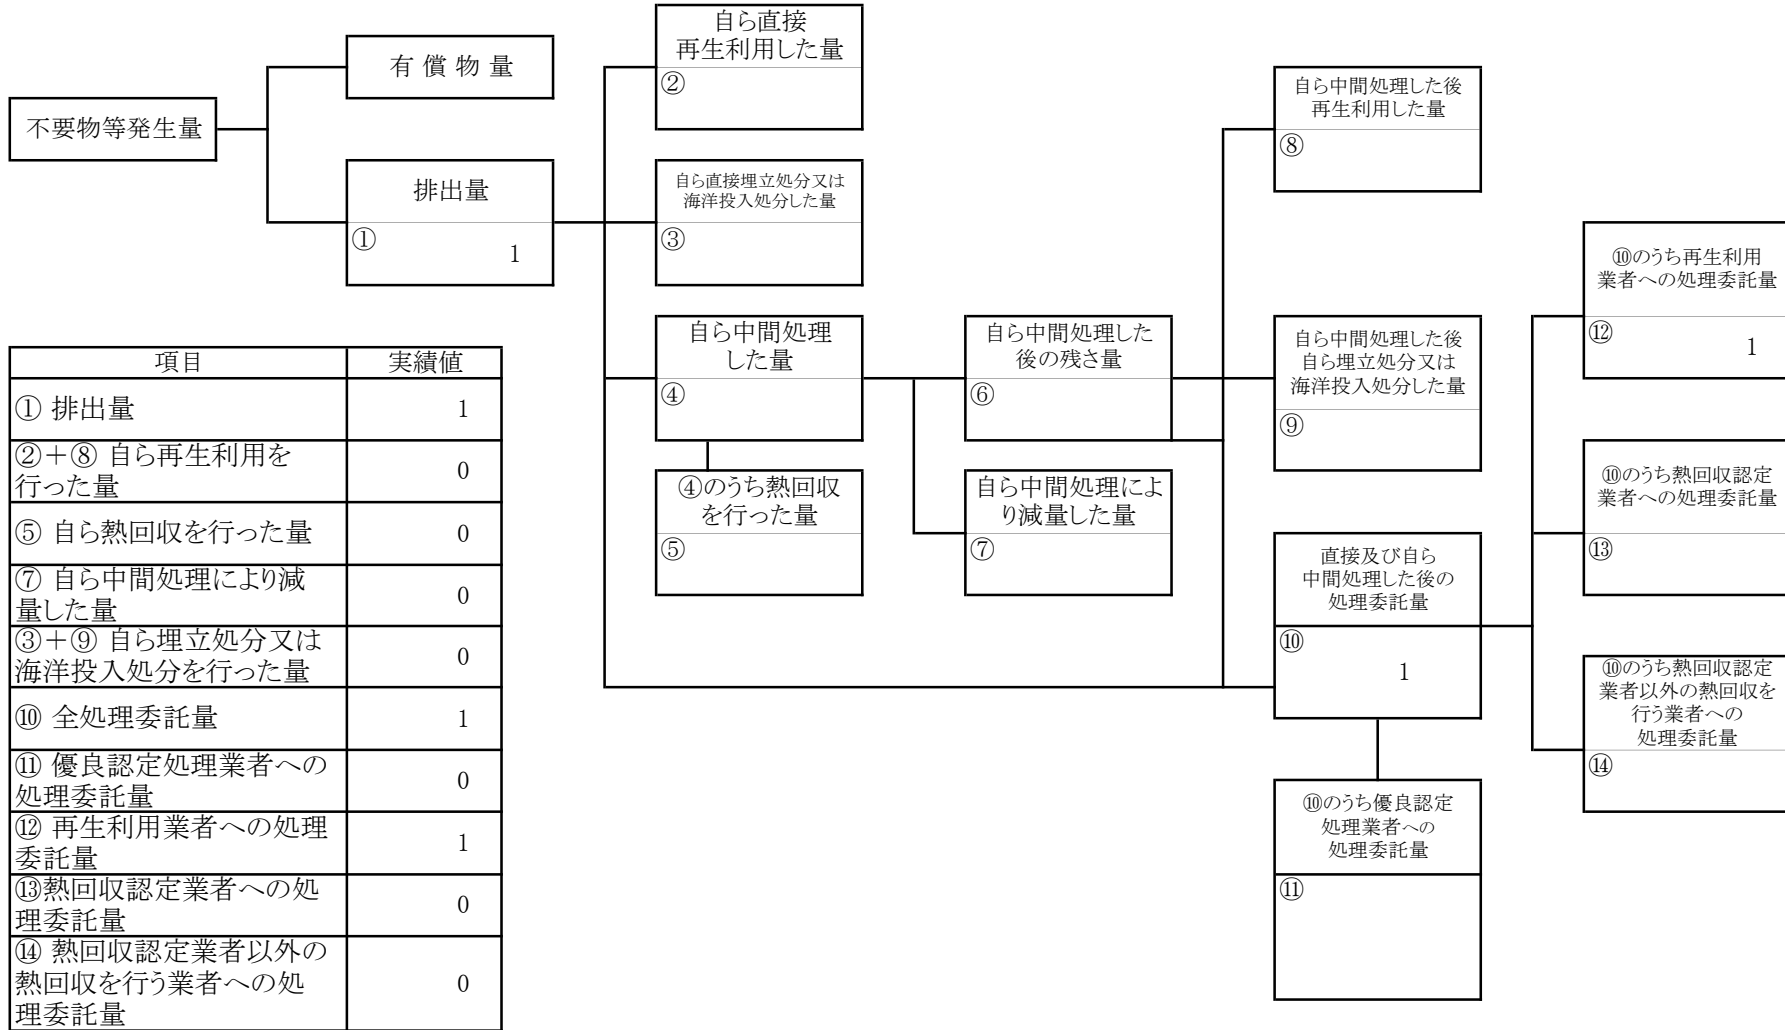 不要物等発生量
有 償 物 量
排出量
①
1
自ら直接
再生利用した量
②
自ら直接埋立処分又は
海洋投入処分した量
③
自ら中間処理
した量
④
④のうち熱回収
を行った量
⑤
自ら中間処理した
後の残さ量
⑥
自ら中間処理によ
り減量した量
⑦
自ら中間処理した後
再生利用した量
⑧
自ら中間処理した後
自ら埋立処分又は
海洋投入処分した量
⑨
直接及び自ら
中間処理した後の
処理委託量
⑩
1
⑩のうち優良認定
処理業者への
処理委託量
⑪
⑩のうち再生利用
業者への処理委託量
⑫
1
⑩のうち熱回収認定
業者への処理委託量
⑬
⑩のうち熱回収認定
業者以外の熱回収を
行う業者への
処理委託量
⑭
項目 実績値
① 排出量 1
②＋⑧ 自ら再生利用を
行った量 0
⑤ 自ら熱回収を行った量 0
⑦ 自ら中間処理により減
量した量 0
③＋⑨ 自ら埋立処分又は
海洋投入処分を行った量 0
⑩ 全処理委託量 1
⑪ 優良認定処理業者への
処理委託量 0
⑫ 再生利用業者への処理
委託量 1
⑬熱回収認定業者への処
理委託量 0
⑭ 熱回収認定業者以外の
熱回収を行う業者への処
理委託量 0